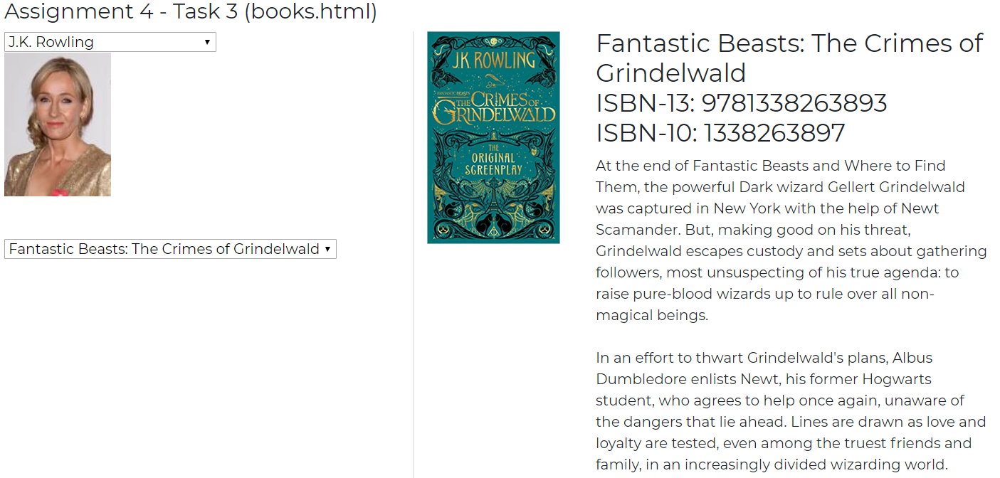 Assignment 4 - Task 3 (books.html)
J.K. Rowling
Fantastic Beasts: The Crimes of Grindelwald
J.K. ROWLING
FANTASTIC BEASTS
THE CRIMES OF
GRINDELWALD
THE
ORIGINAL
SCREENPLAY
Fantastic Beasts: The Crimes of
Grindelwald
ISBN-13: 9781338263893
ISBN-10: 1338263897
At the end of Fantastic Beasts and Where to Find
Them, the powerful Dark wizard Gellert Grindelwald
was captured in New York with the help of Newt
Scamander. But, making good on his threat,
Grindelwald escapes custody and sets about gathering
followers, most unsuspecting of his true agenda: to
raise pure-blood wizards up to rule over all non-
magical beings.
In an effort to thwart Grindelwald's plans, Albus
Dumbledore enlists Newt, his former Hogwarts
student, who agrees to help once again, unaware of
the dangers that lie ahead. Lines are drawn as love and
loyalty are tested, even among the truest friends and
family, in an increasingly divided wizarding world.